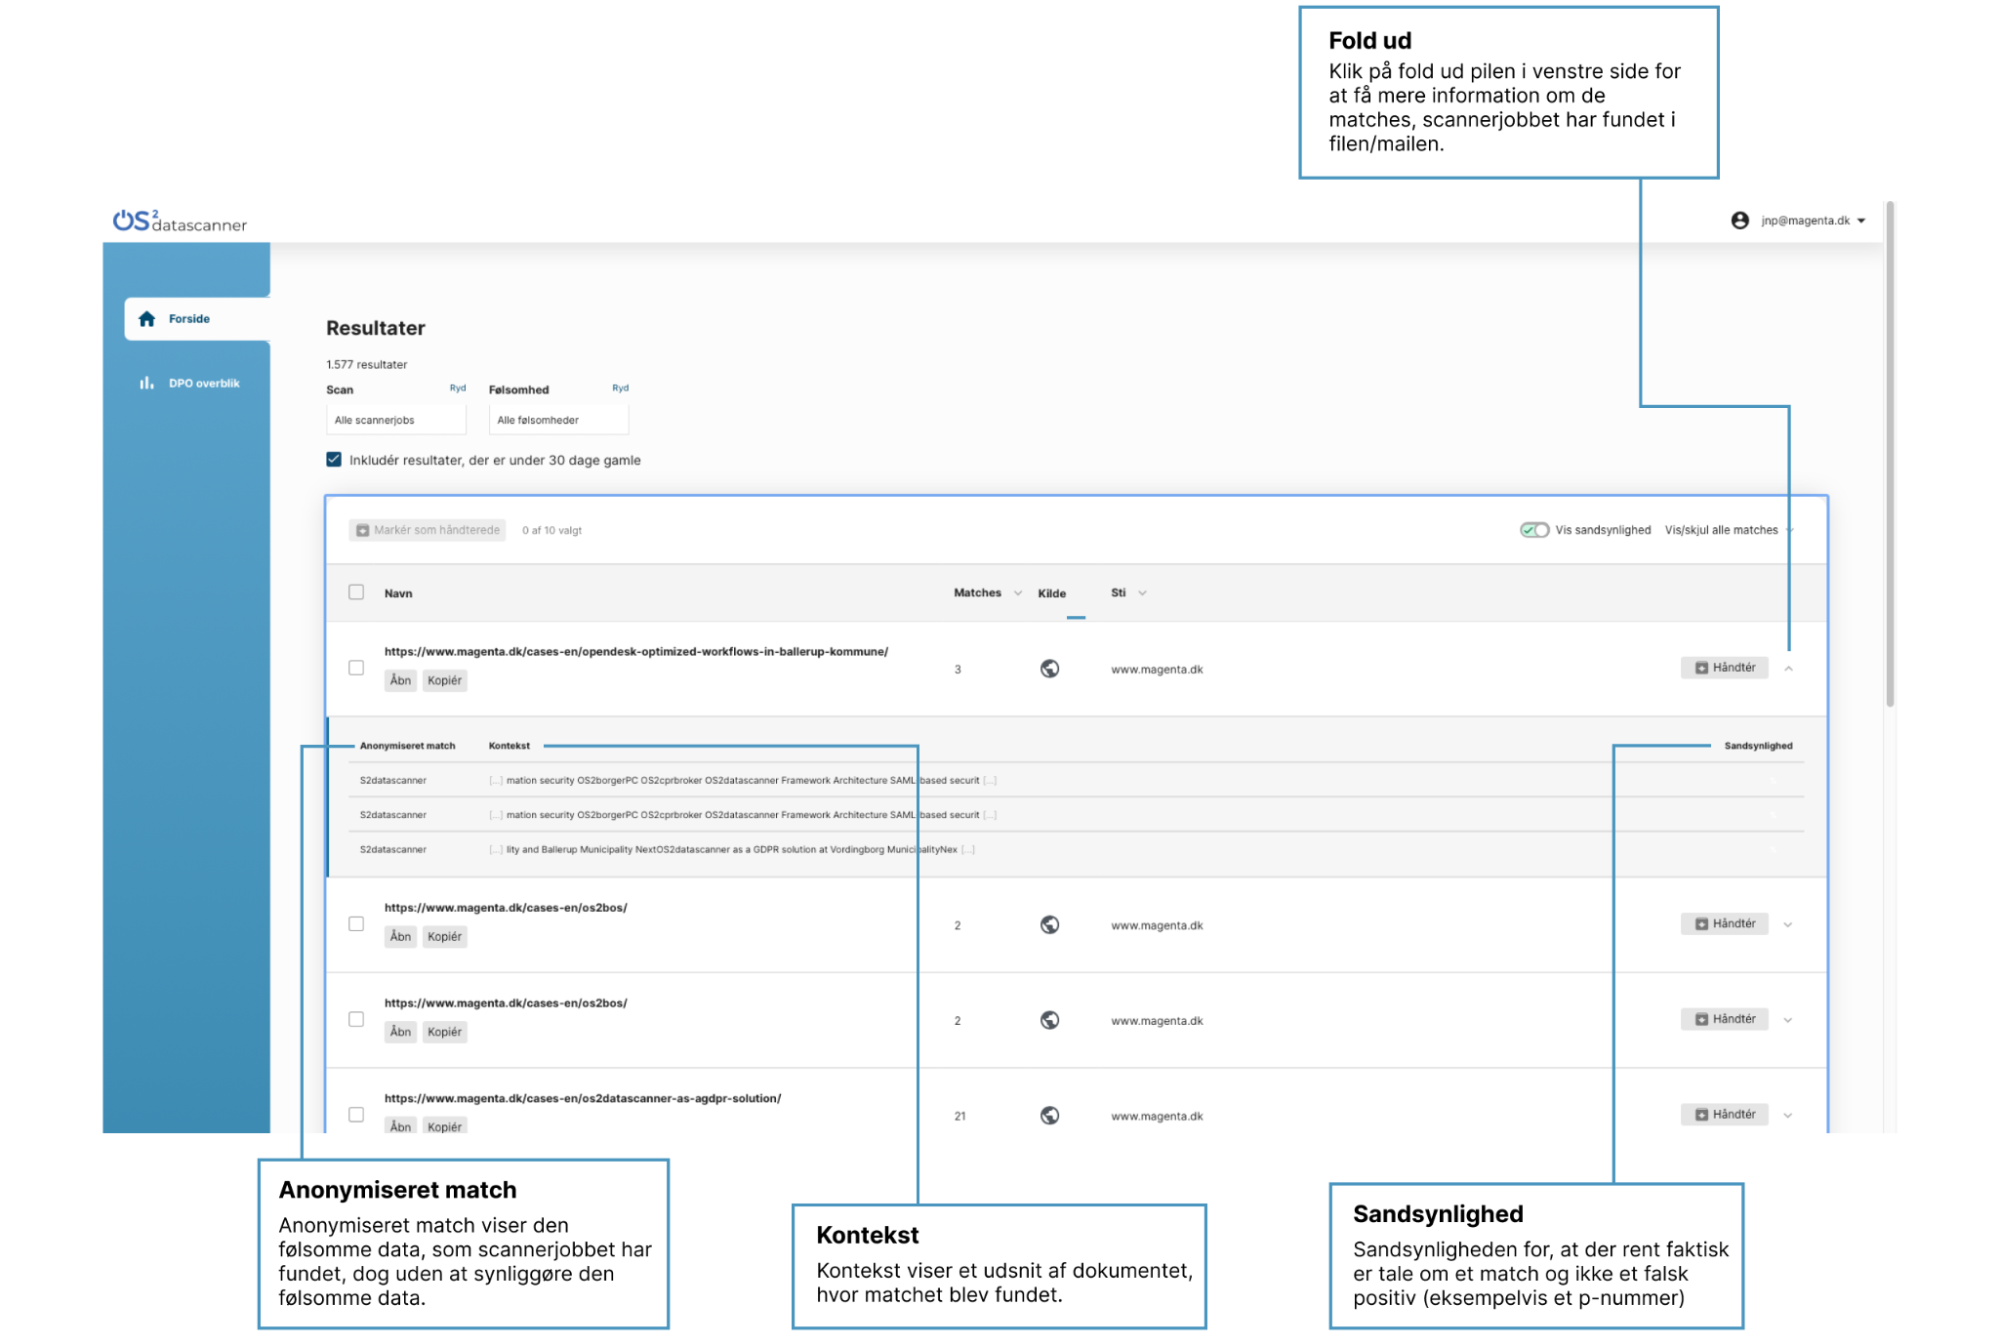 Fold ud
Klik på fold ud pilen i venstre side for
at få mere information om de
matches, scannerjobbet har fundet i
filen/mailen.
OS2datascanner
jnp@magenta.dk
Forside
DPO overblik
Resultater
1.577 resultater
Scan Ryd Følsomhed Ryd
Alle scannerjobs Alle følsomheder
Inkludér resultater, der er under 30 dage gamle
Markér som håndterede 0 af 10 valgt Vis sandsynlighed Vis/skjul alle matches
Navn Matches Kilde Sti
https://www.magenta.dk/cases-en/opendesk-optimized-workflows-in-ballerup-kommune/
Åbn Kopiér 3 www.magenta.dk Håndtér
Anonymiseret match Kontekst Sandsynlighed
S2datascanner [...] mation security OS2borgerPC OS2cprbroker OS2datascanner Framework Architecture SAML-based securit [...]
S2datascanner [...] mation security OS2borgerPC OS2cprbroker OS2datascanner Framework Architecture SAML-based securit [...]
S2datascanner [...] lity and Ballerup Municipality NextOS2datascanner as a GDPR solution at Vordingborg MunicipalityNex [...]
https://www.magenta.dk/cases-en/os2bos/
Åbn Kopiér 2 www.magenta.dk Håndtér
https://www.magenta.dk/cases-en/os2bos/
Åbn Kopiér 2 www.magenta.dk Håndtér
https://www.magenta.dk/cases-en/os2datascanner-as-agdpr-solution/
Åbn Kopiér 21 www.magenta.dk Håndtér
Anonymiseret match
Anonymiseret match viser den
følsomme data, som scannerjobbet har
fundet, dog uden at synliggøre den
følsomme data.
Kontekst
Kontekst viser et udsnit af dokumentet,
hvor matchet blev fundet.
Sandsynlighed
Sandsynligheden for, at der rent faktisk
er tale om et match og ikke et falsk
positiv (eksempelvis et p-nummer)